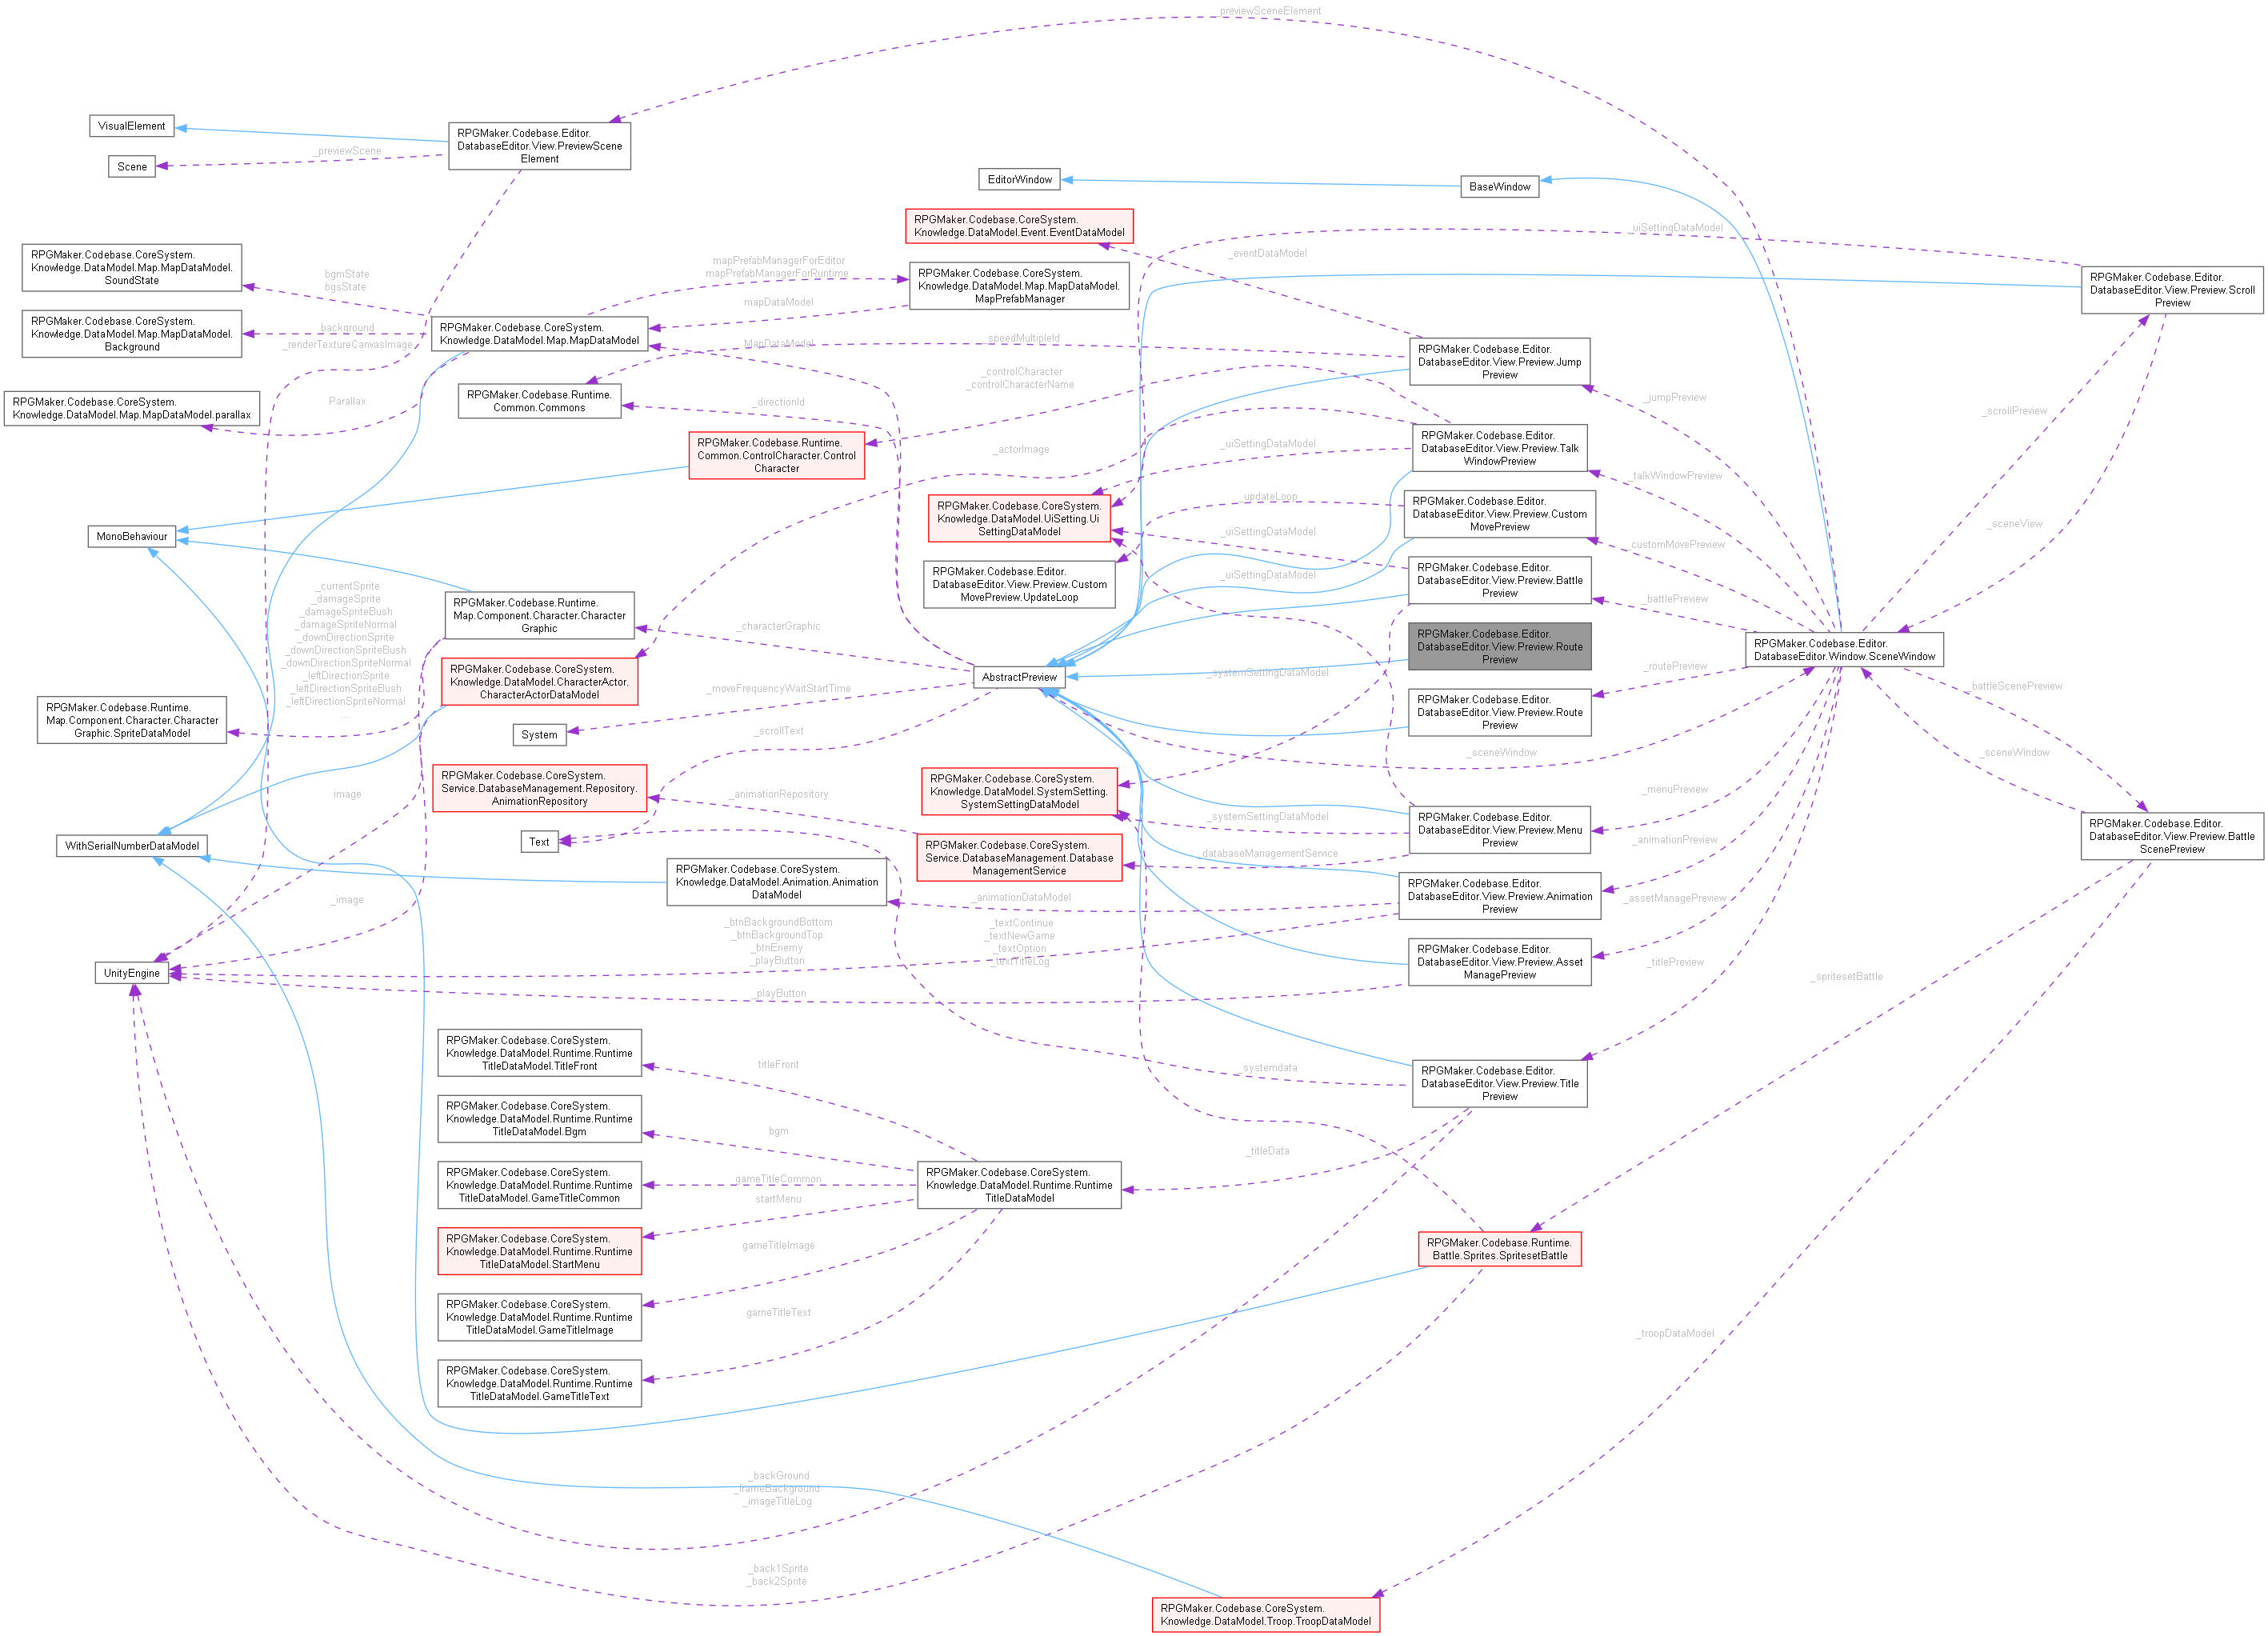 _previewSceneElement
VisualElement
RPGMaker.Codebase.Editor.
DatabaseEditor.View.PreviewScene
Element
_previewScene
Scene
EditorWindow
BaseWindow
RPGMaker.Codebase.CoreSystem.
Knowledge.DataModel.Event.EventDataModel
_uiSettingDataModel
_eventDataModel
RPGMaker.Codebase.CoreSystem.
Knowledge.DataModel.Map.MapDataModel.
SoundState
bgmState
bgsState
mapPrefabManagerForEditor
mapPrefabManagerForRuntime
RPGMaker.Codebase.CoreSystem.
Knowledge.DataModel.Map.MapDataModel.
MapPrefabManager
RPGMaker.Codebase.Editor.
DatabaseEditor.View.Preview.Scroll
Preview
mapDataModel
RPGMaker.Codebase.CoreSystem.
Knowledge.DataModel.Map.MapDataModel.
Background
background
_renderTextureCanvasImage
RPGMaker.Codebase.CoreSystem.
Knowledge.DataModel.Map.MapDataModel
MapDataModel
speedMultipleId
RPGMaker.Codebase.Editor.
DatabaseEditor.View.Preview.Jump
Preview
_controlCharacter
_controlCharacterName
RPGMaker.Codebase.CoreSystem.
Knowledge.DataModel.Map.MapDataModel.parallax
Parallax
RPGMaker.Codebase.Runtime.
Common.Commons
_directionId
_jumpPreview
_scrollPreview
RPGMaker.Codebase.Runtime.
Common.ControlCharacter.Control
Character
_actorImage
_uiSettingDataModel
RPGMaker.Codebase.Editor.
DatabaseEditor.View.Preview.Talk
WindowPreview
_talkWindowPreview
RPGMaker.Codebase.CoreSystem.
Knowledge.DataModel.UiSetting.Ui
SettingDataModel
_updateLoop
RPGMaker.Codebase.Editor.
DatabaseEditor.View.Preview.Custom
MovePreview
_sceneView
MonoBehaviour
_uiSettingDataModel
_customMovePreview
RPGMaker.Codebase.Editor.
DatabaseEditor.View.Preview.Custom
MovePreview.UpdateLoop
_uiSettingDataModel
RPGMaker.Codebase.Editor.
DatabaseEditor.View.Preview.Battle
Preview
_battlePreview
_currentSprite
_damageSprite
_damageSpriteBush
_damageSpriteNormal
_downDirectionSprite
_downDirectionSpriteBush
_downDirectionSpriteNormal
_leftDirectionSprite
_leftDirectionSpriteBush
_leftDirectionSpriteNormal
...
RPGMaker.Codebase.Runtime.
Map.Component.Character.Character
Graphic
_characterGraphic
RPGMaker.Codebase.Editor.
DatabaseEditor.View.Preview.Route
Preview
RPGMaker.Codebase.Editor.
DatabaseEditor.Window.SceneWindow
RPGMaker.Codebase.CoreSystem.
Knowledge.DataModel.CharacterActor.
CharacterActorDataModel
AbstractPreview
_systemSettingDataModel
_routePreview
_battleScenePreview
_moveFrequencyWaitStartTime
RPGMaker.Codebase.Editor.
DatabaseEditor.View.Preview.Route
Preview
RPGMaker.Codebase.Runtime.
Map.Component.Character.Character
Graphic.SpriteDataModel
System
_scrollText
_sceneWindow
_sceneWindow
RPGMaker.Codebase.CoreSystem.
Service.DatabaseManagement.Repository.
AnimationRepository
image
_animationRepository
RPGMaker.Codebase.CoreSystem.
Knowledge.DataModel.SystemSetting.
SystemSettingDataModel
_menuPreview
_systemSettingDataModel
RPGMaker.Codebase.Editor.
DatabaseEditor.View.Preview.Menu
Preview
RPGMaker.Codebase.Editor.
DatabaseEditor.View.Preview.Battle
ScenePreview
WithSerialNumberDataModel
Text
RPGMaker.Codebase.CoreSystem.
Service.DatabaseManagement.Database
ManagementService
_databaseManagementService
_animationPreview
RPGMaker.Codebase.CoreSystem.
Knowledge.DataModel.Animation.Animation
DataModel
_animationDataModel
RPGMaker.Codebase.Editor.
DatabaseEditor.View.Preview.Animation
Preview
_assetManagePreview
_image
_btnBackgroundBottom
_btnBackgroundTop
_btnEnemy
_playButton
_textContinue
_textNewGame
_textOption
_textTitleLog
RPGMaker.Codebase.Editor.
DatabaseEditor.View.Preview.Asset
ManagePreview
_titlePreview
_spritesetBattle
UnityEngine
_playButton
RPGMaker.Codebase.CoreSystem.
Knowledge.DataModel.Runtime.Runtime
TitleDataModel.TitleFront
titleFront
_systemdata
RPGMaker.Codebase.Editor.
DatabaseEditor.View.Preview.Title
Preview
RPGMaker.Codebase.CoreSystem.
Knowledge.DataModel.Runtime.Runtime
TitleDataModel.Bgm
bgm
_titleData
RPGMaker.Codebase.CoreSystem.
Knowledge.DataModel.Runtime.Runtime
TitleDataModel.GameTitleCommon
gameTitleCommon
RPGMaker.Codebase.CoreSystem.
Knowledge.DataModel.Runtime.Runtime
TitleDataModel
startMenu
RPGMaker.Codebase.CoreSystem.
Knowledge.DataModel.Runtime.Runtime
TitleDataModel.StartMenu
gameTitleImage
RPGMaker.Codebase.Runtime.
Battle.Sprites.SpritesetBattle
RPGMaker.Codebase.CoreSystem.
Knowledge.DataModel.Runtime.Runtime
TitleDataModel.GameTitleImage
gameTitleText
_troopDataModel
RPGMaker.Codebase.CoreSystem.
Knowledge.DataModel.Runtime.Runtime
TitleDataModel.GameTitleText
_backGround
_frameBackground
_imageTitleLog
_back1Sprite
_back2Sprite
RPGMaker.Codebase.CoreSystem.
Knowledge.DataModel.Troop.TroopDataModel